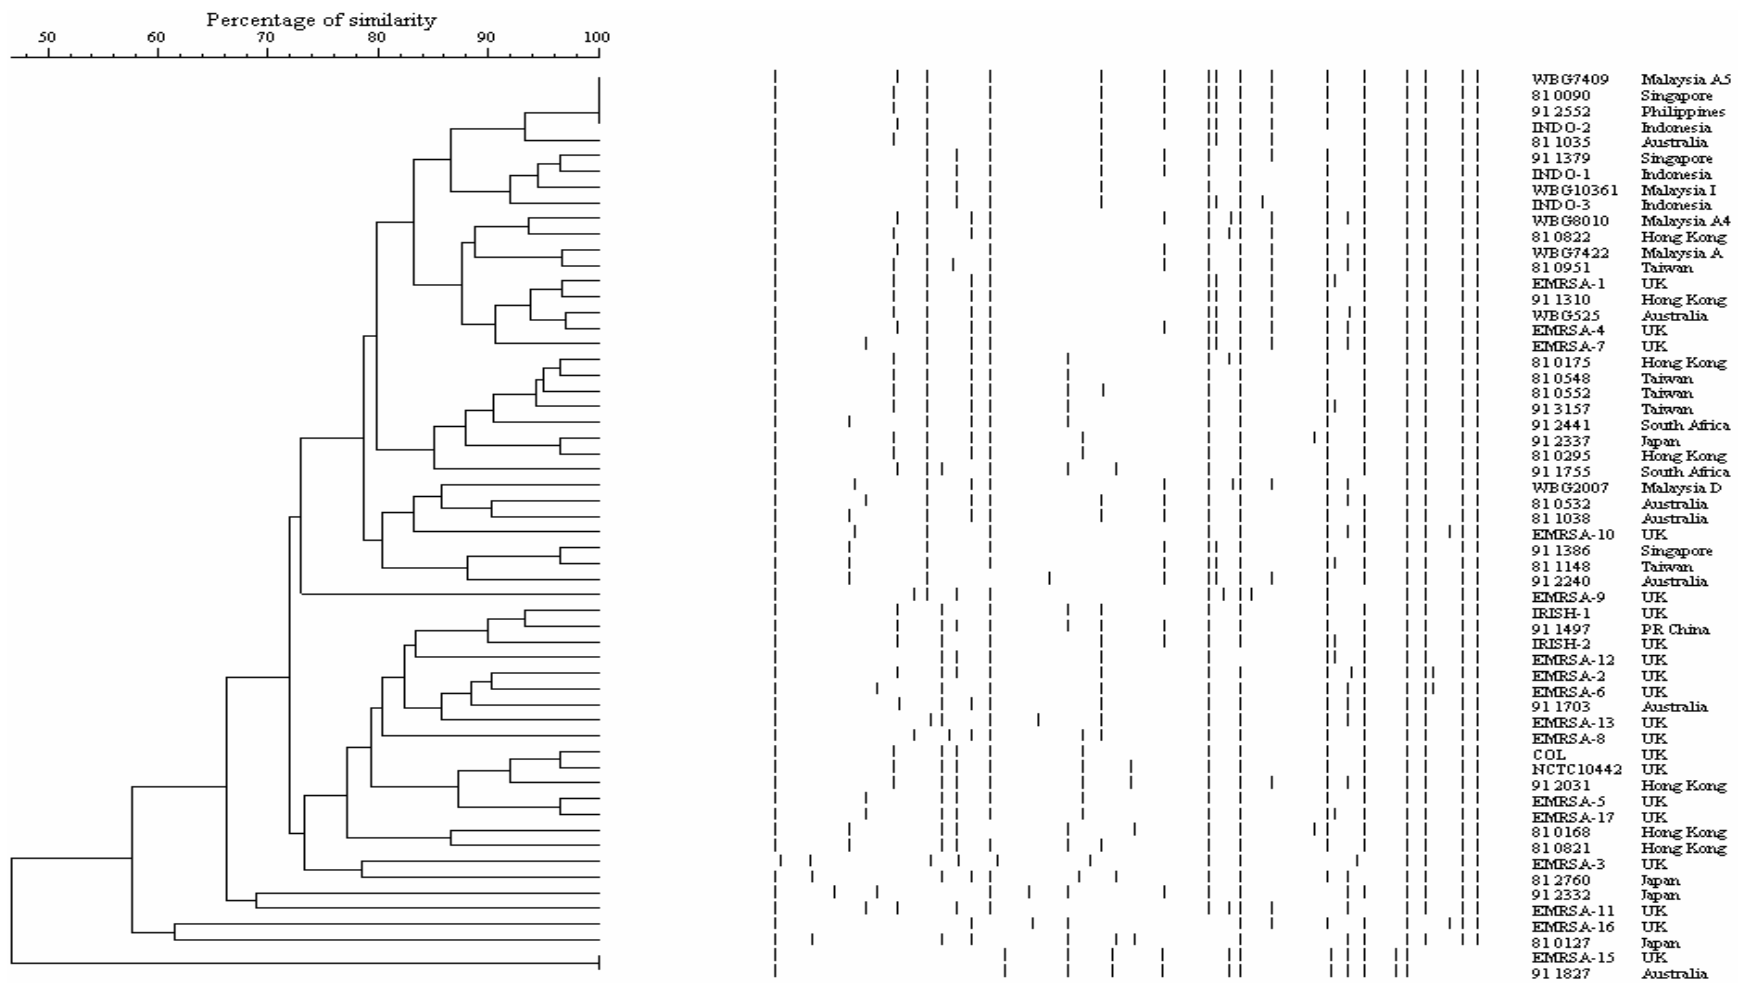 Percentage of similarity
50 60 70 80 90 100
WBG7409 Malaysia A5
81 0090 Singapore
91 2552 Philippines
INDO-2 Indonesia
81 1035 Australia
91 1379 Singapore
INDO-1 Indonesia
WBG10361 Malaysia I
INDO-3 Indonesia
WBG8010 Malaysia A4
81 0822 Hong Kong
WBG7422 Malaysia A
81 0951 Taiwan
EMRSA-1 UK
91 1310 Hong Kong
WBG525 Australia
EMRSA-4 UK
EMRSA-7 UK
81 0175 Hong Kong
81 0548 Taiwan
81 0552 Taiwan
91 3157 Taiwan
91 2441 South Africa
91 2337 Japan
81 0295 Hong Kong
91 1755 South Africa
WBG2007 Malaysia D
81 0532 Australia
81 1038 Australia
EMRSA-10 UK
91 1386 Singapore
81 1148 Taiwan
91 2240 Australia
EMRSA-9 UK
IRISH-1 UK
91 1497 PR China
IRISH-2 UK
EMRSA-12 UK
EMRSA-2 UK
EMRSA-6 UK
91 1703 Australia
EMRSA-13 UK
EMRSA-8 UK
COL UK
NCTC10442 UK
91 2031 Hong Kong
EMRSA-5 UK
EMRSA-17 UK
81 0168 Hong Kong
81 0821 Hong Kong
EMRSA-3 UK
81 2760 Japan
91 2332 Japan
EMRSA-11 UK
EMRSA-16 UK
81 0127 Japan
EMRSA-15 UK
91 1827 Australia